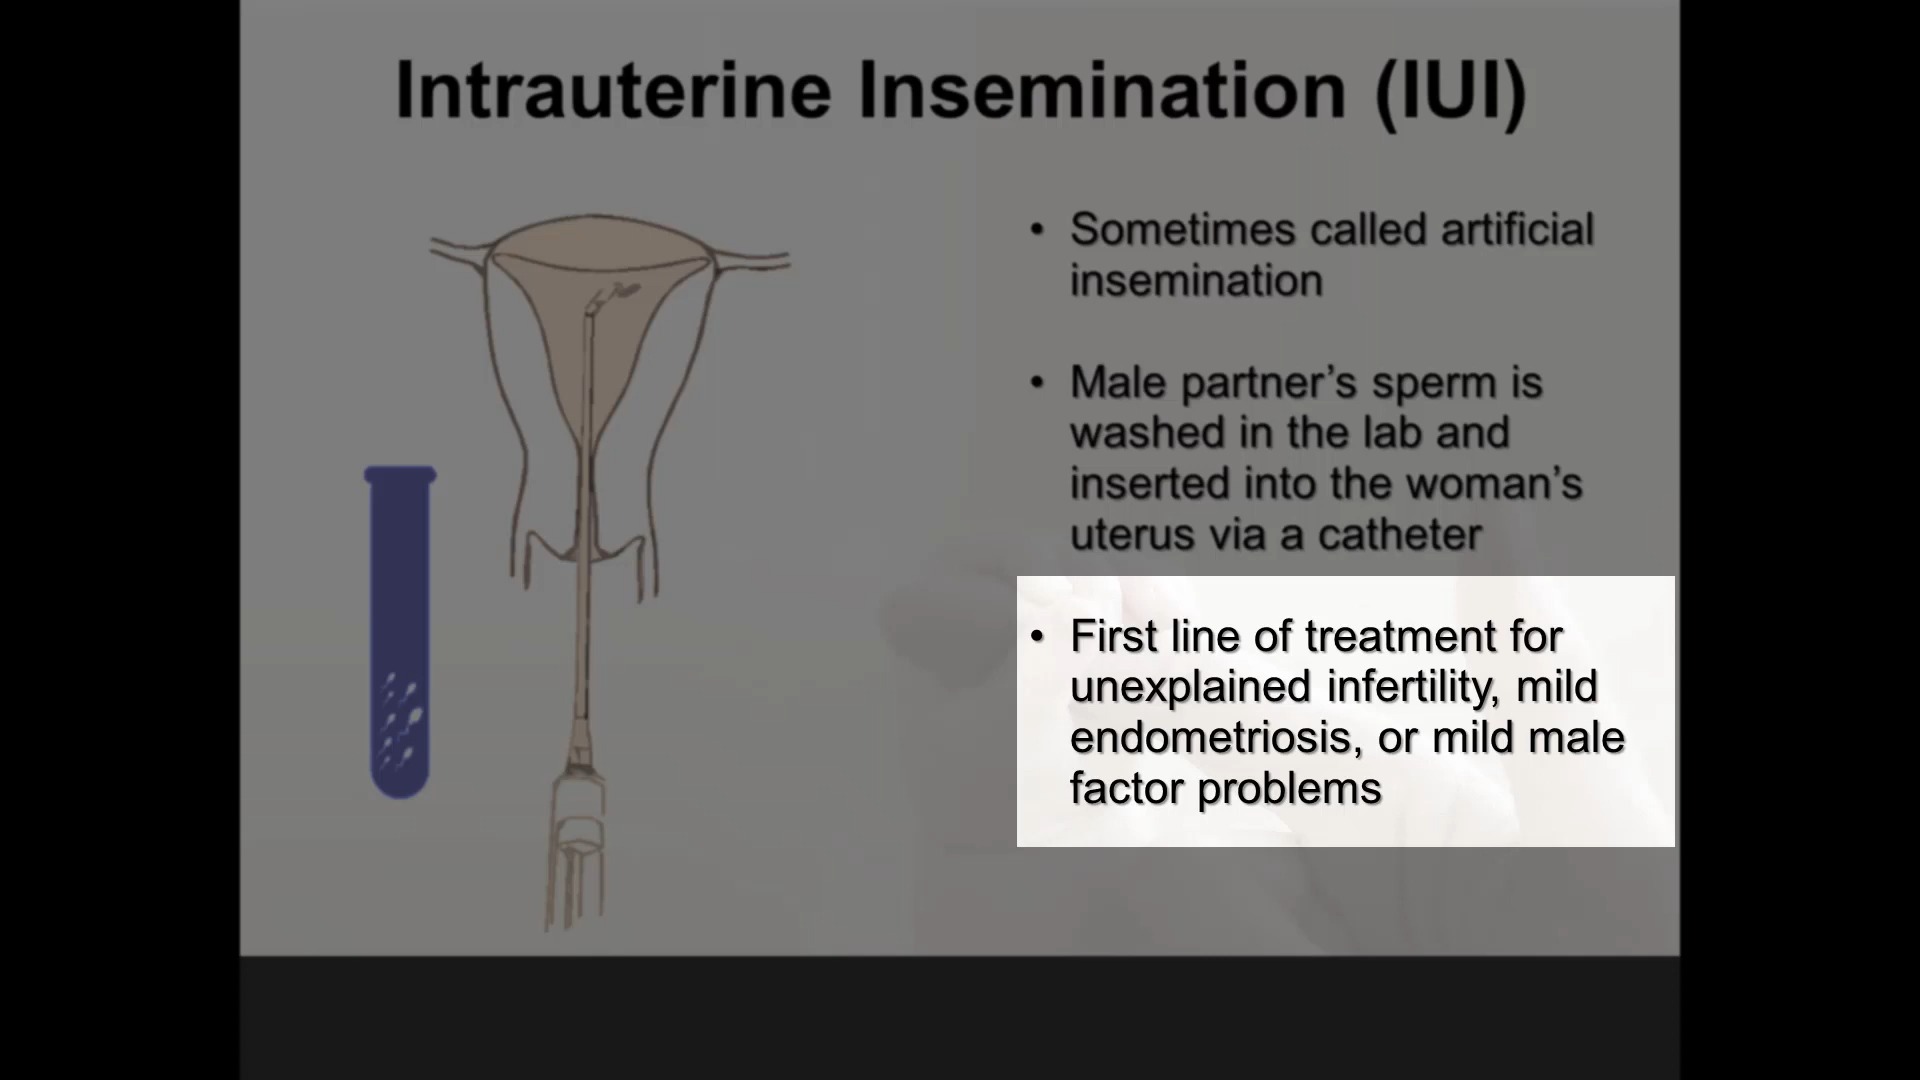 Intrauterine Insemination (IUI)
• Sometimes called artificial
insemination
• Male partner’s sperm is
washed in the lab and
inserted into the woman’s
uterus via a catheter
• First line of treatment for
unexplained infertility, mild
endometriosis, or mild male
factor problems